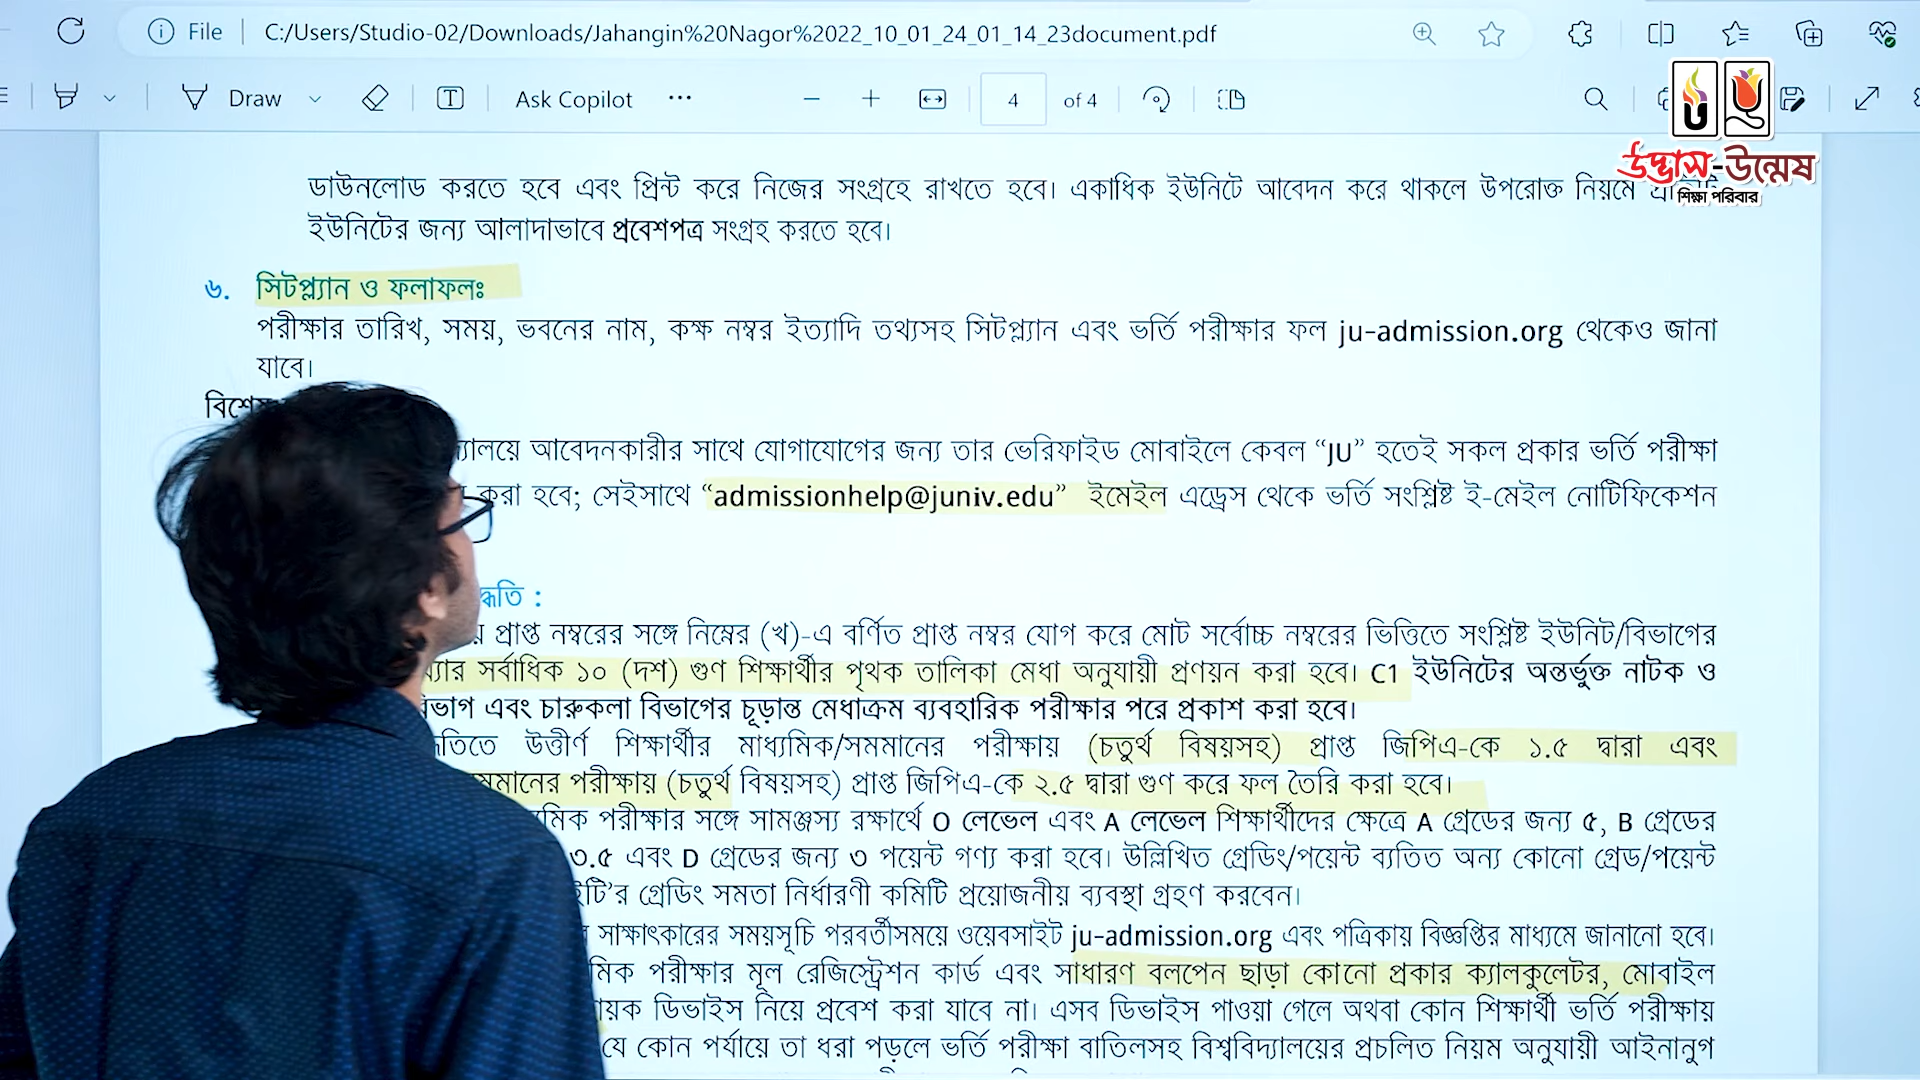 File
C:/Users/Studio-02/Downloads/Jahangin%20Nagor%2022_10_01_24_01_14_23document.pdf
Draw
Ask Copilot
4
of 4
উদ্ভাস-উন্মেষ
শিক্ষা পরিবার
ডাউনলোড করতে হবে এবং প্রিন্ট করে নিজের সংগ্রহে রাখতে হবে। একাধিক ইউনিটে আবেদন করে থাকলে উপরোক্ত নিয়মে
ইউনিটের জন্য আলাদাভাবে প্রবেশপত্র সংগ্রহ করতে হবে।
৬. সিটপ্ল্যান ও ফলাফলঃ
পরীক্ষার তারিখ, সময়, ভবনের নাম, কক্ষ নম্বর ইত্যাদি তথ্যসহ সিটপ্ল্যান এবং ভর্তি পরীক্ষার ফল ju-admission.org থেকেও জানা
যাবে।
আবেদনকারীর সাথে যোগাযোগের জন্য তার ভেরিফাইড মোবাইলে কেবল “JU” হতেই সকল প্রকার ভর্তি পরীক্ষা
করা হবে; সেইসাথে “admissionhelp@juniv.edu” ইমেইল এড্রেস থেকে ভর্তি সংশ্লিষ্ট ই-মেইল নোটিফিকেশন
:
প্রাপ্ত নম্বরের সঙ্গে নিম্নের (খ)-এ বর্ণিত প্রাপ্ত নম্বর যোগ করে মোট সর্বোচ্চ নম্বরের ভিত্তিতে সংশ্লিষ্ট ইউনিট/বিভাগের
সর্বাধিক ১০ (দশ) গুণ শিক্ষার্থীর পৃথক তালিকা মেধা অনুযায়ী প্রণয়ন করা হবে। C1 ইউনিটের অন্তর্ভুক্ত নাটক ও
এবং চারুকলা বিভাগের চূড়ান্ত মেধাক্রম ব্যবহারিক পরীক্ষার পরে প্রকাশ করা হবে।
উত্তীর্ণ শিক্ষার্থীর মাধ্যমিক/সমমানের পরীক্ষায় (চতুর্থ বিষয়সহ) প্রাপ্ত জিপিএ-কে ১.৫ দ্বারা এবং
পরীক্ষায় (চতুর্থ বিষয়সহ) প্রাপ্ত জিপিএ-কে ২.৫ দ্বারা গুণ করে ফল তৈরি করা হবে।
পরীক্ষার সঙ্গে সামঞ্জস্য রক্ষার্থে O লেভেল এবং A লেভেল শিক্ষার্থীদের ক্ষেত্রে A গ্রেডের জন্য ৫, B গ্রেডের
৩.৫ এবং D গ্রেডের জন্য ৩ পয়েন্ট গণ্য করা হবে। উল্লিখিত গ্রেডিং/পয়েন্ট ব্যতিত অন্য কোনো গ্রেড/পয়েন্ট
গ্রেডিং সমতা নির্ধারণী কমিটি প্রয়োজনীয় ব্যবস্থা গ্রহণ করবেন।
সাক্ষাৎকারের সময়সূচি পরবর্তীসময়ে ওয়েবসাইট ju-admission.org এবং পত্রিকায় বিজ্ঞপ্তির মাধ্যমে জানানো হবে।
পরীক্ষার মূল রেজিস্ট্রেশন কার্ড এবং সাধারণ বলপেন ছাড়া কোনো প্রকার ক্যালকুলেটর, মোবাইল
ডিভাইস নিয়ে প্রবেশ করা যাবে না। এসব ডিভাইস পাওয়া গেলে অথবা কোন শিক্ষার্থী ভর্তি পরীক্ষায়
যে কোন পর্যায়ে তা ধরা পড়লে ভর্তি পরীক্ষা বাতিলসহ বিশ্ববিদ্যালয়ের প্রচলিত নিয়ম অনুযায়ী আইনানুগ